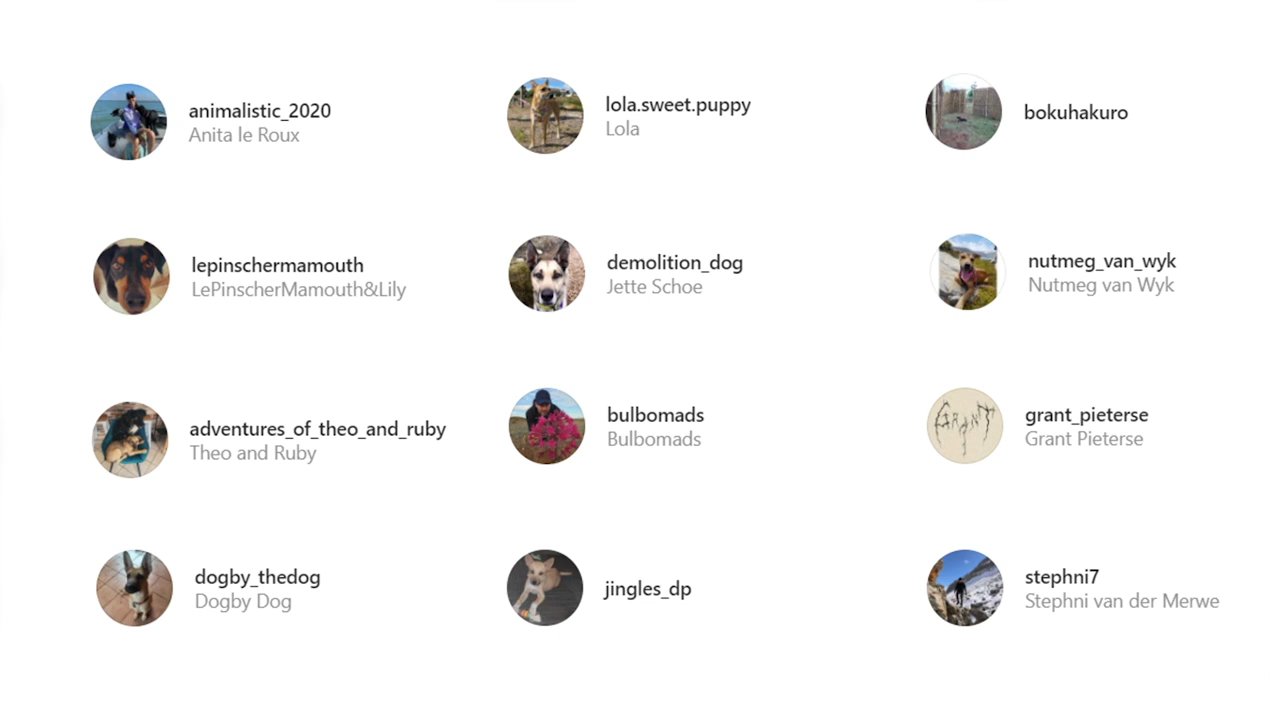 animalistic_2020
Anita le Roux
lola.sweet.puppy
Lola
bokuhakuro
lepinschermamouth
LePinscherMamouth&Lily
demolition_dog
Jette Schoe
nutmeg_van_wyk
Nutmeg van Wyk
adventures_of_theo_and_ruby
Theo and Ruby
bulbomads
Bulbomads
GRANT
grant_pieterse
Grant Pieterse
dogby_thedog
Dogby Dog
jingles_dp
stephni7
Stephni van der Merwe